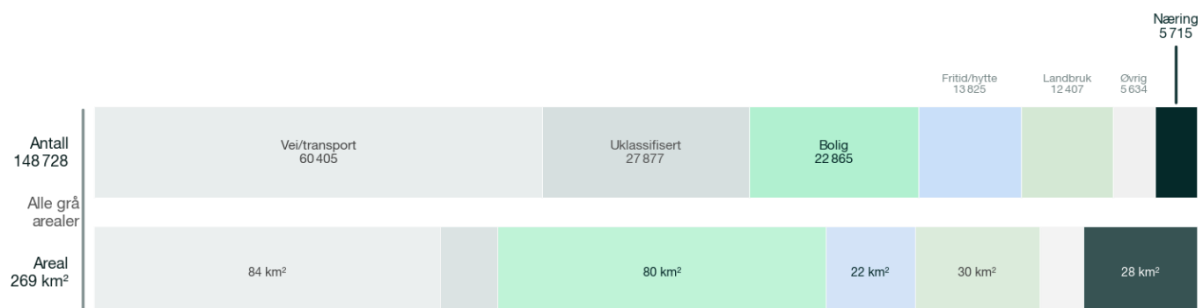 Næring
5 715
Fritid/hytte
13 825
Landbruk
12 407
Øvrig
5 634
Antall
148 728
Vei/transport
60 405
Uklassifisert
27 877
Bolig
22 865
Alle grå
arealer
Areal
269 km²
84 km²
80 km²
22 km²
30 km²
28 km²